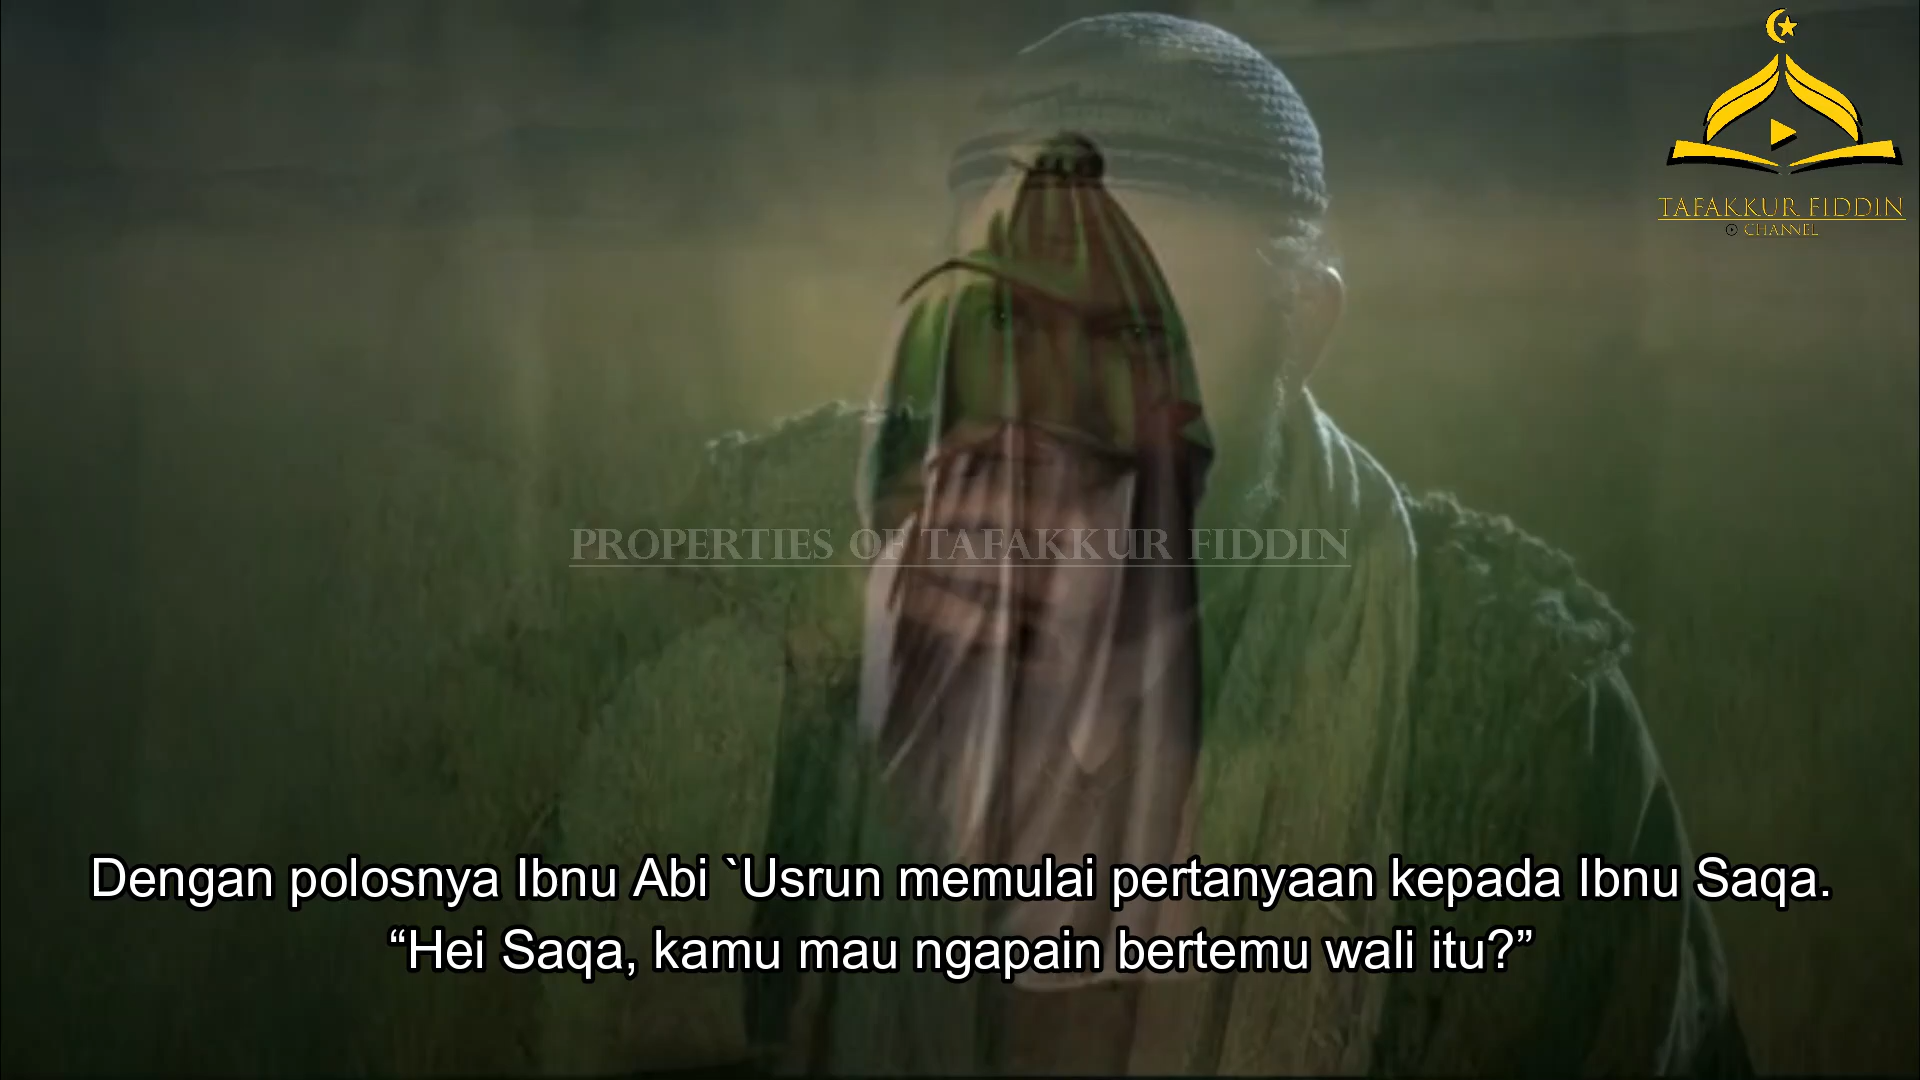 TAFAKKUR FIDDIN
CHANNEL
PROPERTIES OF TAFAKKUR FIDDIN
Dengan polosnya Ibnu Abi `Usrun memulai pertanyaan kepada Ibnu Saqa.
“Hei Saqa, kamu mau ngapain bertemu wali itu?”